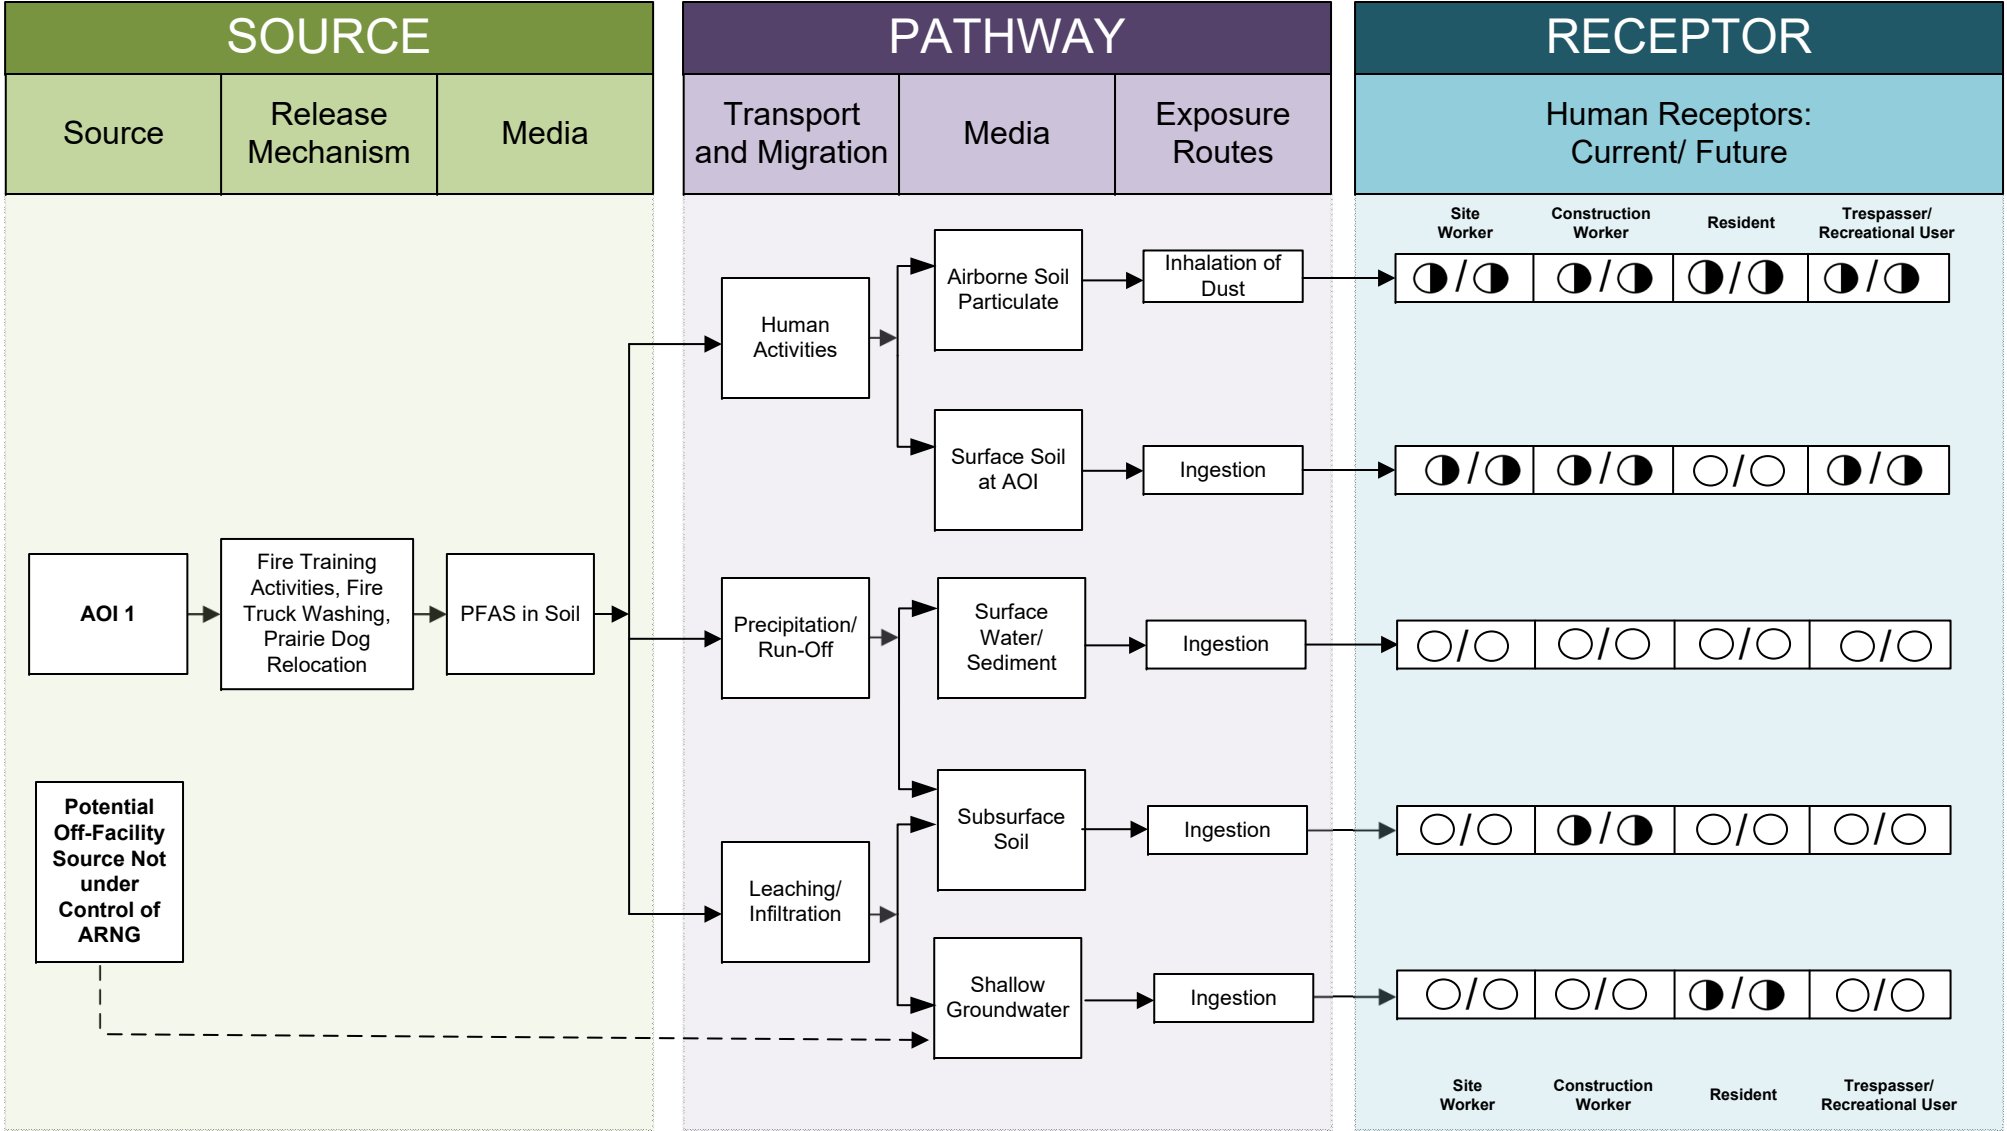 SOURCE
PATHWAY
RECEPTOR
Source
Release
Mechanism
Media
Transport
and Migration
Media
Exposure
Routes
Human Receptors:
Current/ Future
Site
Worker
Construction
Worker
Resident
Trespasser/
Recreational User
Airborne Soil
Particulate
Inhalation of
Dust
/
/
/
/
Human
Activities
Surface Soil
at AOI
Ingestion
/
/
/
/
AOI 1
Fire Training
Activities, Fire
Truck Washing,
Prairie Dog
Relocation
PFAS in Soil
Precipitation/
Run-Off
Surface
Water/
Sediment
Ingestion
/
/
/
/
Potential
Off-Facility
Source Not
under
Control of
ARNG
Subsurface
Soil
Ingestion
/
/
/
/
Leaching/
Infiltration
Shallow
Groundwater
Ingestion
/
/
/
/
Site
Worker
Construction
Worker
Resident
Trespasser/
Recreational User